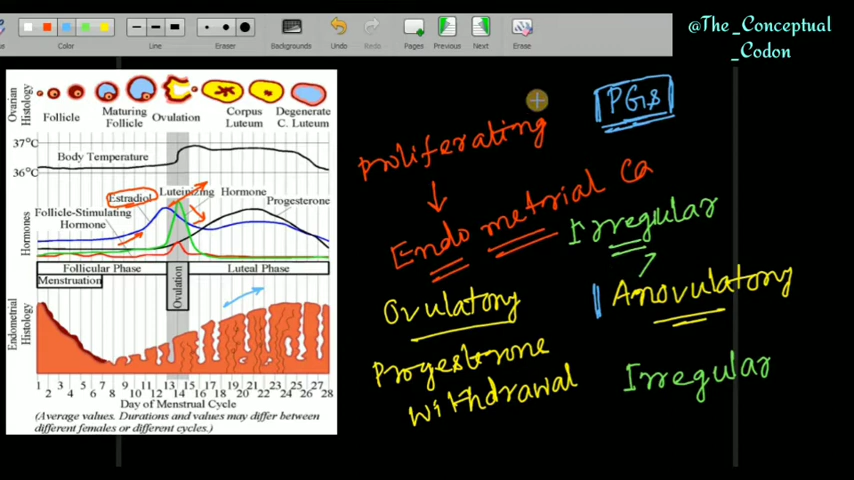 @The_Conceptual
_Codon
Color
Line
Eraser
Backgrounds
Undo
Redo
Pages
Previous
Next
Erase
Ovarian
Histology
Follicle
Maturing
Follicle
Ovulation
Corpus
Luteum
Degenerate
C. Luteum
37°C
36°C
Body Temperature
Hormones
Estradiol
Luteinizing
Hormone
Progesterone
Follicle-Stimulating
Hormone
Follicular Phase
Luteal Phase
Menstruation
Ovulation
Endometrial
Histology
1 3 5 7 9 11 13 15 17 19 21 23 25 27
2 4 6 8 10 12 14 16 18 20 22 24 26 28
Day of Menstrual Cycle
(Average values. Durations and values may differ between
different females or different cycles.)
Proliferating
PGs
Endometrial Ca
Irregular
Ovulatory
Anovulatory
Progestrone
withdrawal
Irregular